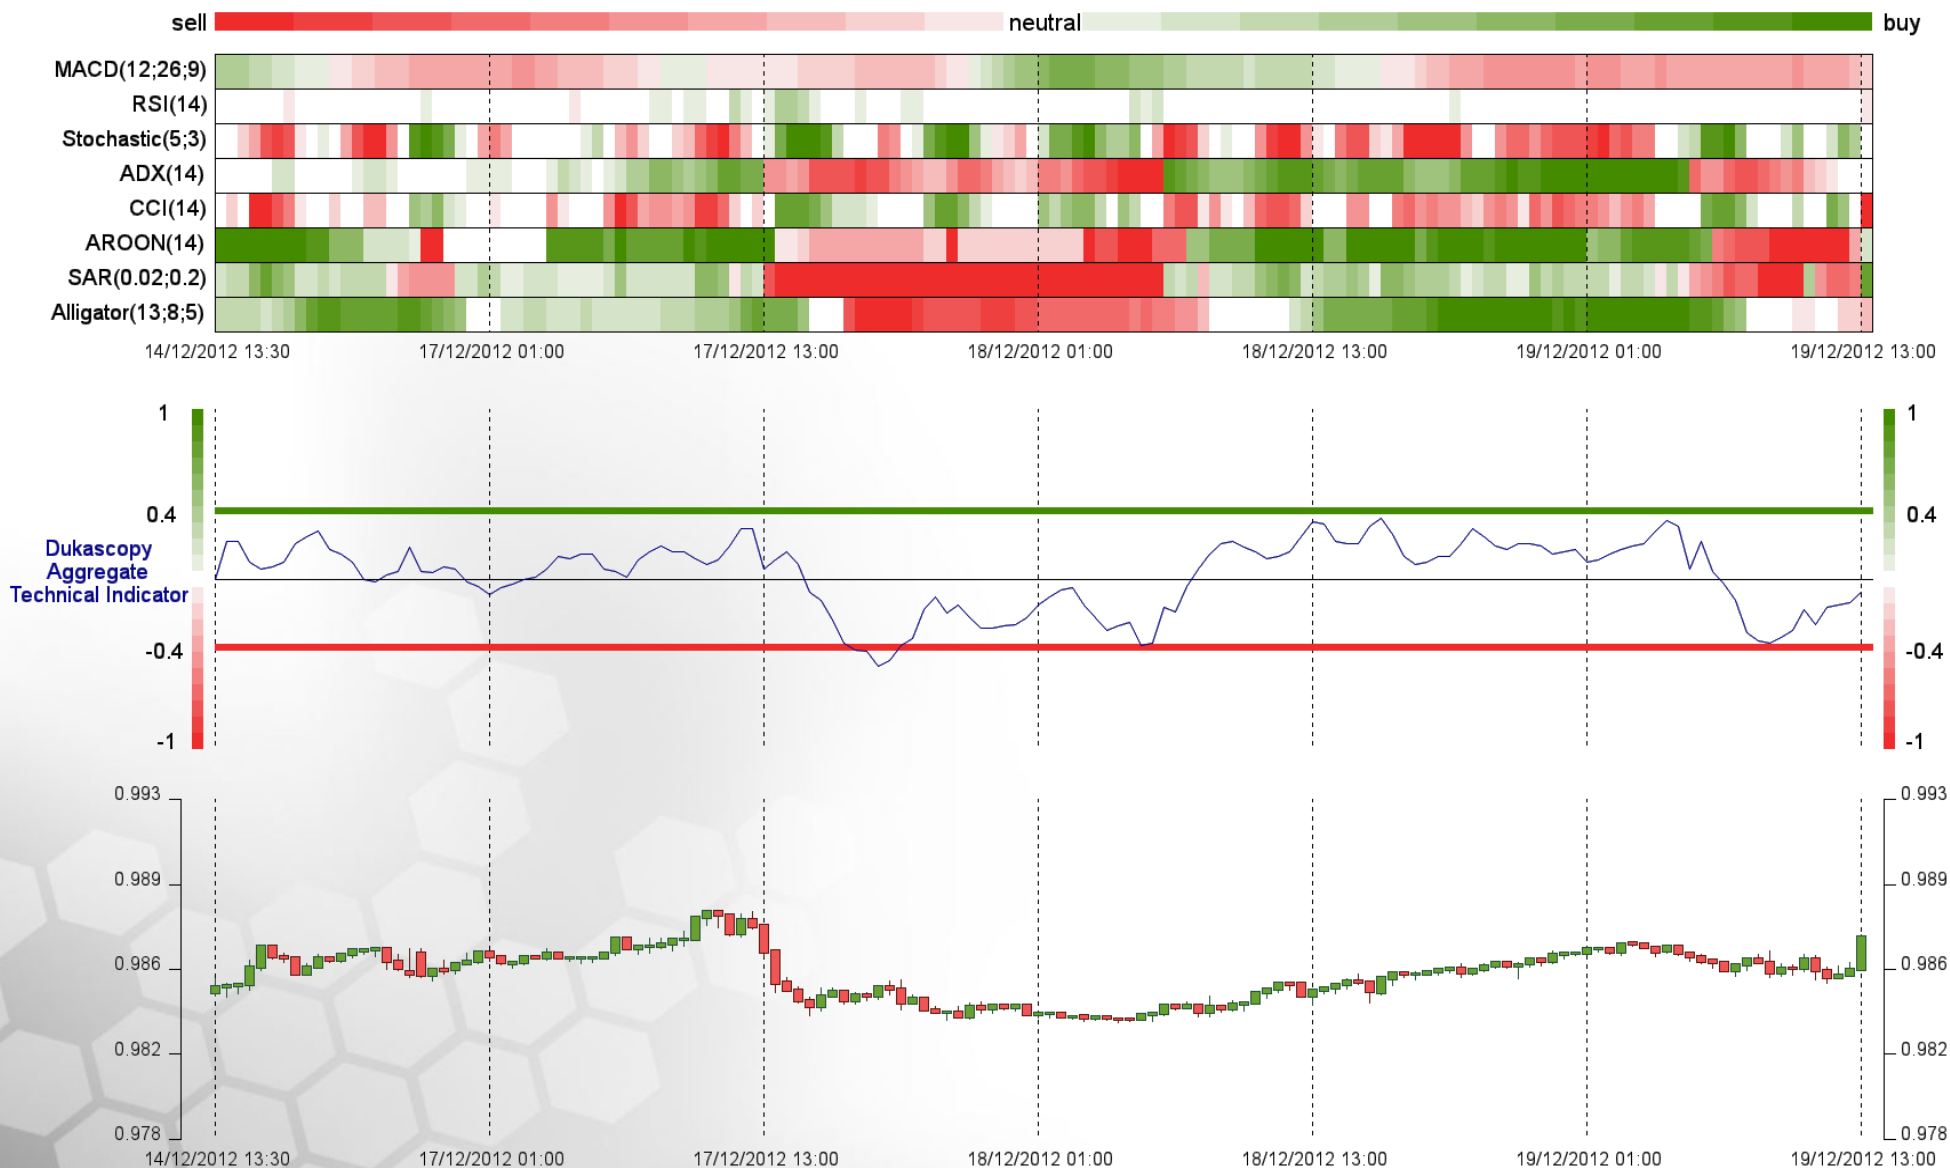 sell neutral buy
MACD(12;26;9)
RSI(14)
Stochastic(5;3)
ADX(14)
CCI(14)
AROON(14)
SAR(0.02;0.2)
Alligator(13;8;5)
14/12/2012 13:30 17/12/2012 01:00 17/12/2012 13:00 18/12/2012 01:00 18/12/2012 13:00 19/12/2012 01:00 19/12/2012 13:00
1 1
0.4 0.4
Dukascopy
Aggregate
Technical Indicator
-0.4 -0.4
-1 -1
0.993 0.993
0.989 0.989
0.986 0.986
0.982 0.982
0.978 0.978
14/12/2012 13:30 17/12/2012 01:00 17/12/2012 13:00 18/12/2012 01:00 18/12/2012 13:00 19/12/2012 01:00 19/12/2012 13:00